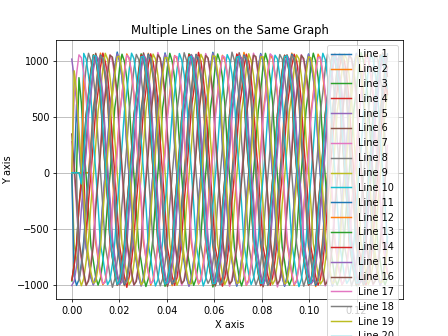 Multiple Lines on the Same Graph
Y axis
1000
500
0
−500
−1000
0.00
0.02
0.04
0.06
0.08
0.10
X axis
Line 1
Line 2
Line 3
Line 4
Line 5
Line 6
Line 7
Line 8
Line 9
Line 10
Line 11
Line 12
Line 13
Line 14
Line 15
Line 16
Line 17
Line 18
Line 19
Line 20